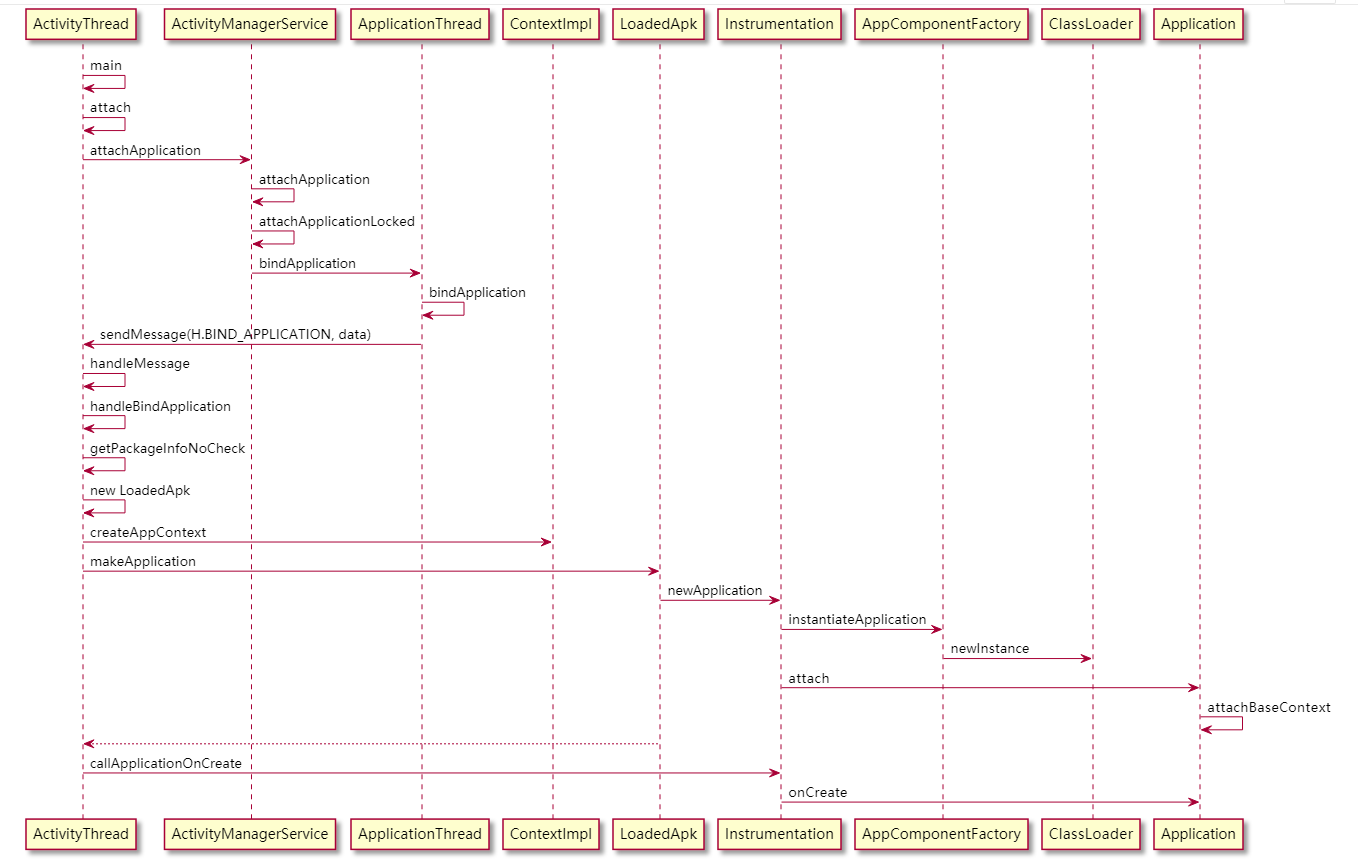 ActivityThread ActivityManagerService ApplicationThread ContextImpl LoadedApk Instrumentation AppComponentFactory ClassLoader Application
main
attach
attachApplication
attachApplication
attachApplicationLocked
bindApplication
bindApplication
sendMessage(H.BIND_APPLICATION, data)
handleMessage
handleBindApplication
getPackageInfoNoCheck
new LoadedApk
createAppContext
makeApplication
newApplication
instantiateApplication
newInstance
attach
attachBaseContext
callApplicationOnCreate
onCreate
ActivityThread ActivityManagerService ApplicationThread ContextImpl LoadedApk Instrumentation AppComponentFactory ClassLoader Application